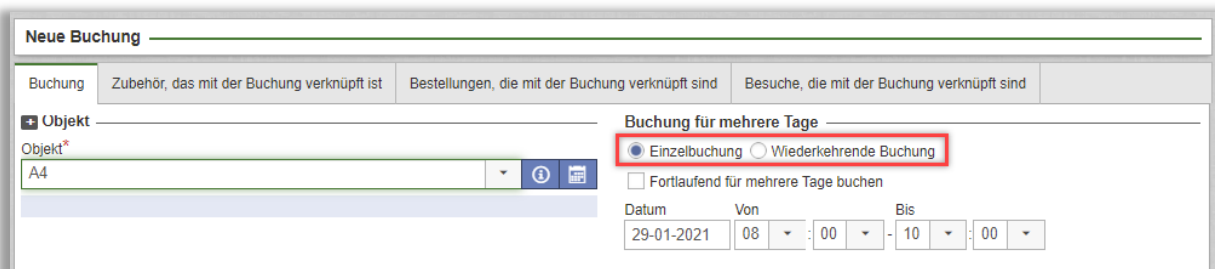 Neue Buchung
Buchung Zubehör, das mit der Buchung verknüpft ist Bestellungen, die mit der Buchung verknüpft sind Besuche, die mit der Buchung verknüpft sind
Objekt
Objekt*
A4
Buchung für mehrere Tage
Einzelbuchung Wiederkehrende Buchung
Fortlaufend für mehrere Tage buchen
Datum Von Bis
29-01-2021 08 : 00 - 10 : 00